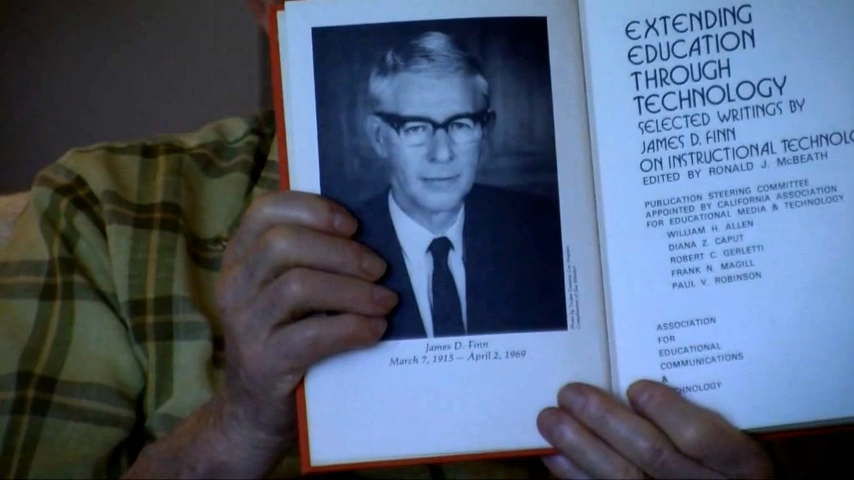 James D. Finn
March 7, 1915 — April 2, 1969
EXTENDING
EDUCATION
THROUGH
TECHNOLOGY
SELECTED WRITINGS BY
JAMES D. FINN
ON INSTRUCTIONAL TECHNOLO
EDITED BY RONALD J. McBEATH
PUBLICATION STEERING COMMITTEE
APPOINTED BY CALIFORNIA ASSOCIATION
FOR EDUCATIONAL MEDIA & TECHNOLOGY
WILLIAM H. ALLEN
DIANA Z. CAPUT
ROBERT C. GERLETTI
FRANK N. MAGILL
PAUL V. ROBINSON
ASSOCIATION
FOR
EDUCATIONAL
COMMUNICATIONS
&
CHNOLOGY